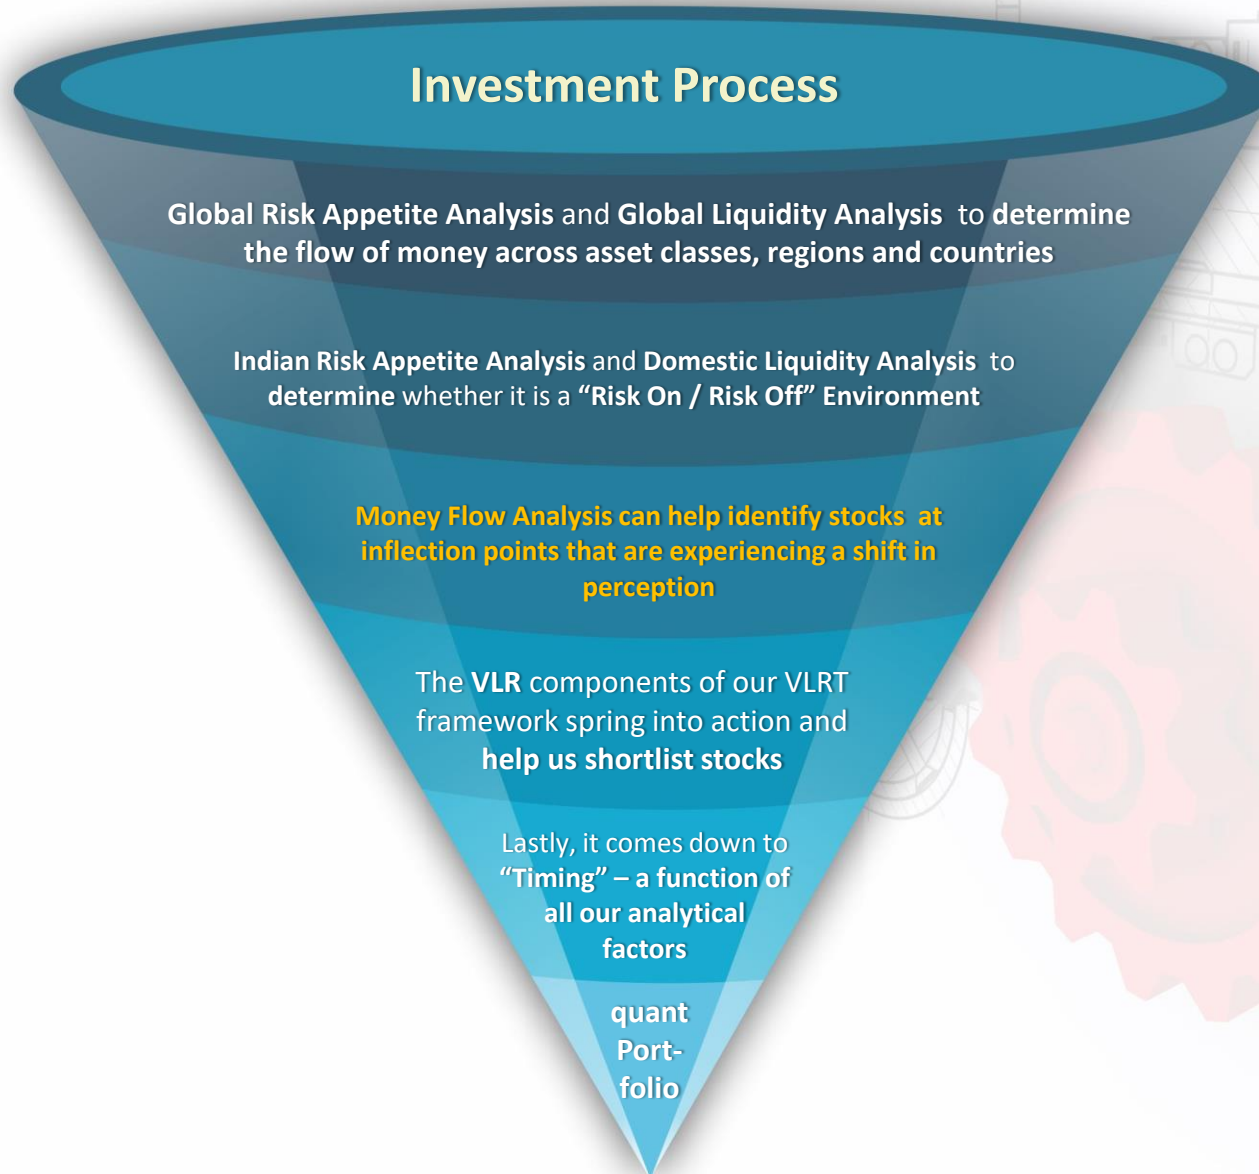 Investment Process
Global Risk Appetite Analysis and Global Liquidity Analysis to determine
the flow of money across asset classes, regions and countries
Indian Risk Appetite Analysis and Domestic Liquidity Analysis to
determine whether it is a “Risk On / Risk Off” Environment
Money Flow Analysis can help identify stocks at
inflection points that are experiencing a shift in
perception
The VLR components of our VLRT
framework spring into action and
help us shortlist stocks
Lastly, it comes down to
“Timing” – a function of
all our analytical
factors
quant
Port-
folio